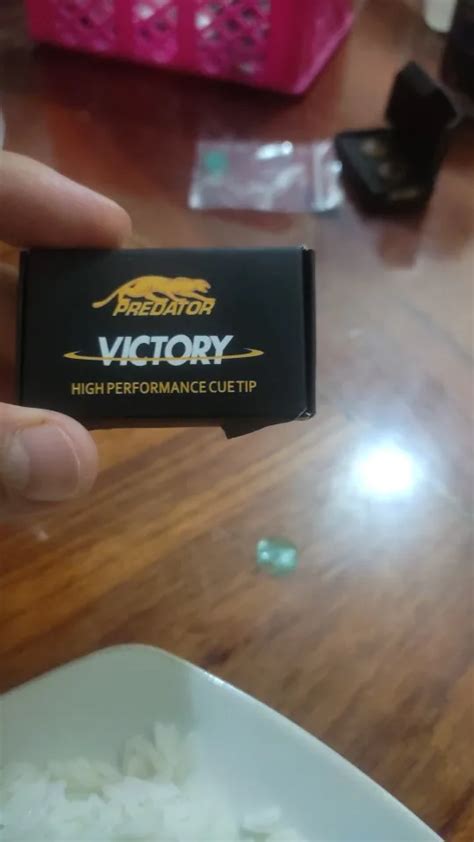 PREDATOR
VICTORY
HIGH PERFORMANCE CUE TIP